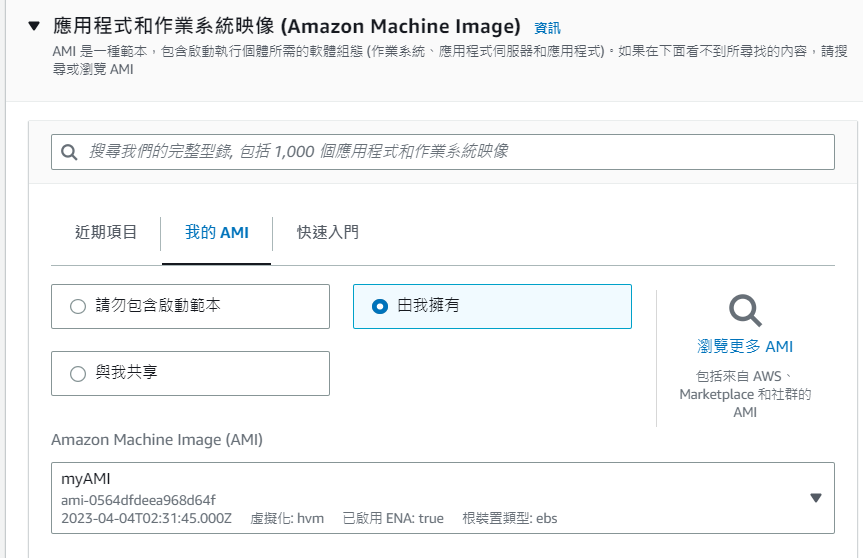 應用程式和作業系統映像 (Amazon Machine Image) 資訊
AMI 是一種範本，包含啟動執行個體所需的軟體組態 (作業系統、應用程式伺服器和應用程式)。如果在下面看不到所尋找的內容，請搜
尋或瀏覽 AMI
搜尋我們的完整型錄, 包括 1,000 個應用程式和作業系統映像
近期項目 我的 AMI 快速入門
請勿包含啟動範本 由我擁有
與我共享
瀏覽更多 AMI
包括來自 AWS、
Marketplace 和社群的
AMI
Amazon Machine Image (AMI)
myAMI
ami-0564dfdeea968d64f
2023-04-04T02:31:45.000Z 虛擬化: hvm 已啟用 ENA: true 根裝置類型: ebs